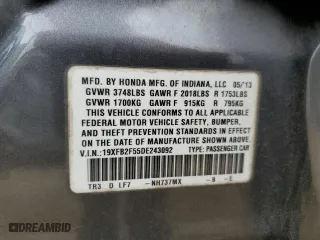 MFD. BY HONDA MFG. OF INDIANA, LLC 05/13
GVWR 3748LBS GAWR F 2018LBS R 1753LBS
GVWR 1700KG GAWR F 915KG R 795KG
THIS VEHICLE CONFORMS TO ALL APPLICABLE
FEDERAL MOTOR VEHICLE SAFETY, BUMPER,
AND THEFT PREVENTION STANDARDS IN EFFECT
ON THE DATE OF MANUFACTURE SHOWN ABOVE.
V.I.N.:19XFB2F55DE243092 TYPE: PASSENGER CAR
TR3 D LF7 -NH737MX -B -E